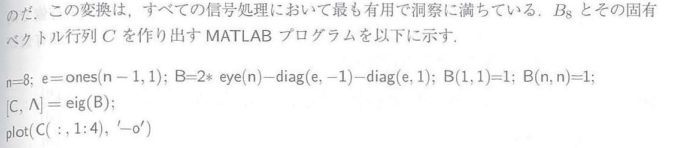 のだ．この変換は，すべての信号処理において最も有用で洞察に満ちている．B₈ とその固有
ベクトル行列 C を作り出す MATLAB プログラムを以下に示す．
n=8; e=ones(n−1,1); B=2* eye(n)−diag(e,−1)−diag(e,1); B(1,1)=1; B(n,n)=1;
[C, Λ] = eig(B);
plot(C( : , 1:4), '−o')